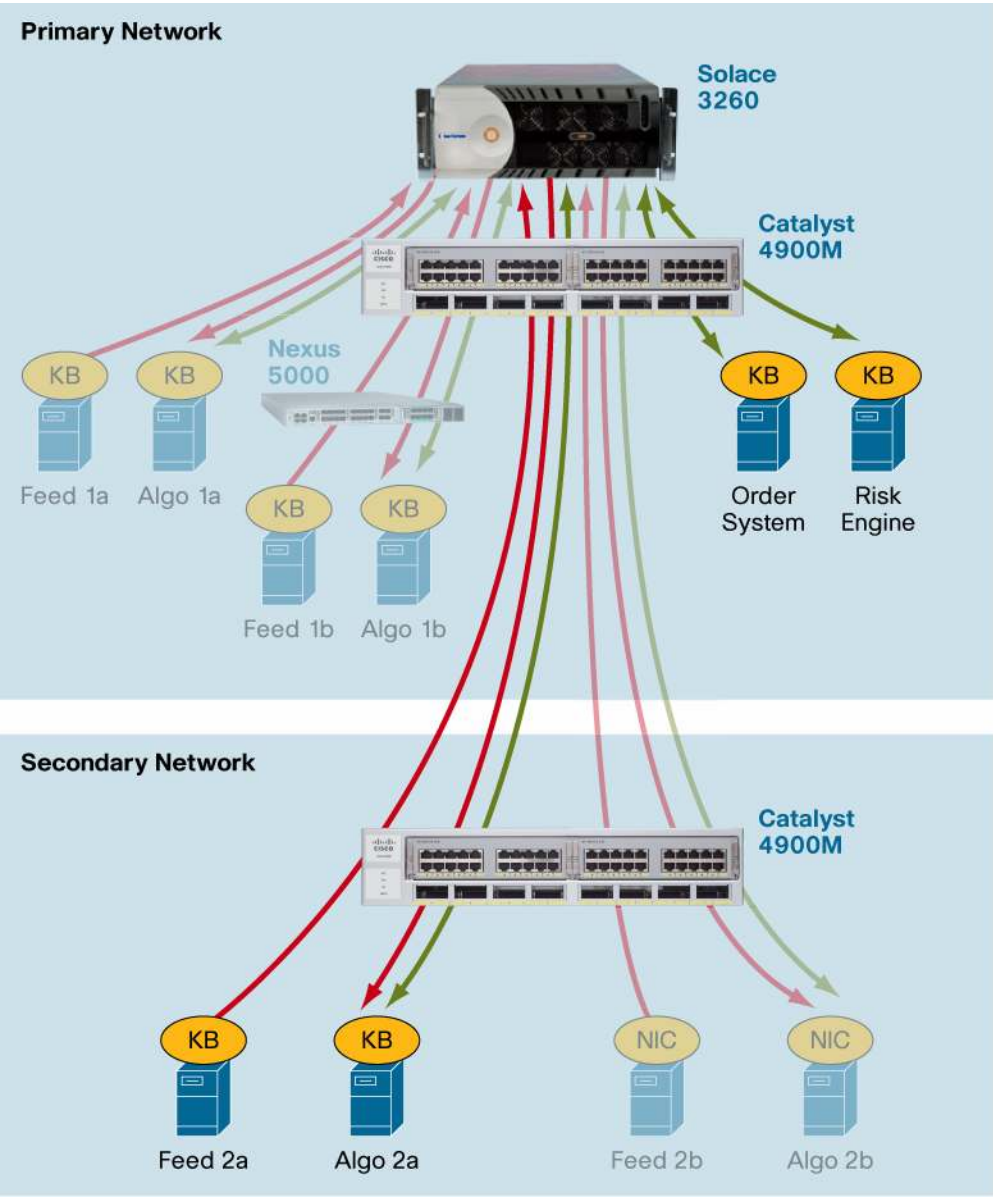 Primary Network
Solace
3260
Catalyst
4900M
CISCO
Nexus
5000
KB
KB
KB
KB
Feed 1a
Algo 1a
Order
System
Risk
Engine
KB
KB
Feed 1b
Algo 1b
Secondary Network
Catalyst
4900M
CISCO
KB
KB
NIC
NIC
Feed 2a
Algo 2a
Feed 2b
Algo 2b